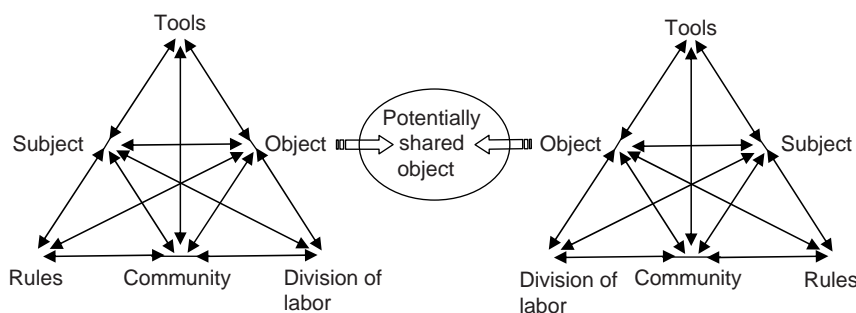 Tools
Subject
Object
Rules
Community
Division of
labor
Potentially
shared
object
Tools
Object
Subject
Division of
labor
Community
Rules